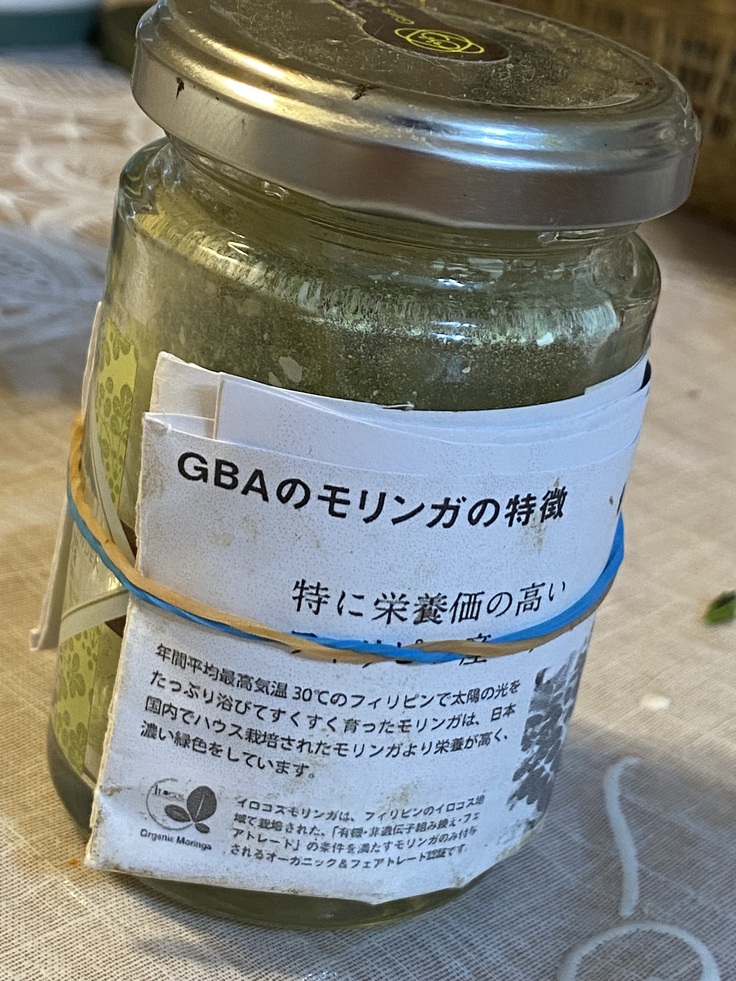 GBAのモリンガの特徴
特に栄養価の高い
年間平均最高気温 30℃のフィリピンで太陽の光を
たっぷり浴びてすくすく育ったモリンガは、日本
国内でハウス栽培されたモリンガより栄養が高く、
濃い緑色をしています。
イロコスモリンガは、フィリピンのイロコス地
域で栽培された、「有機・非遺伝子組み換え・フェ
アトレード」の条件を満たすモリンガのみ付与
されるオーガニック&フェアトレード認証です
Organic Moringa